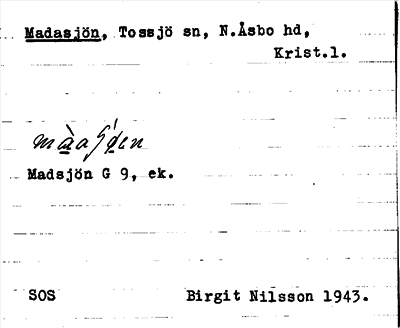 Madasjön, Tossjö sn, N.Åsbo hd,
Krist.l.
Madsjön G 9, ek.
SOS Birgit Nilsson 1943.